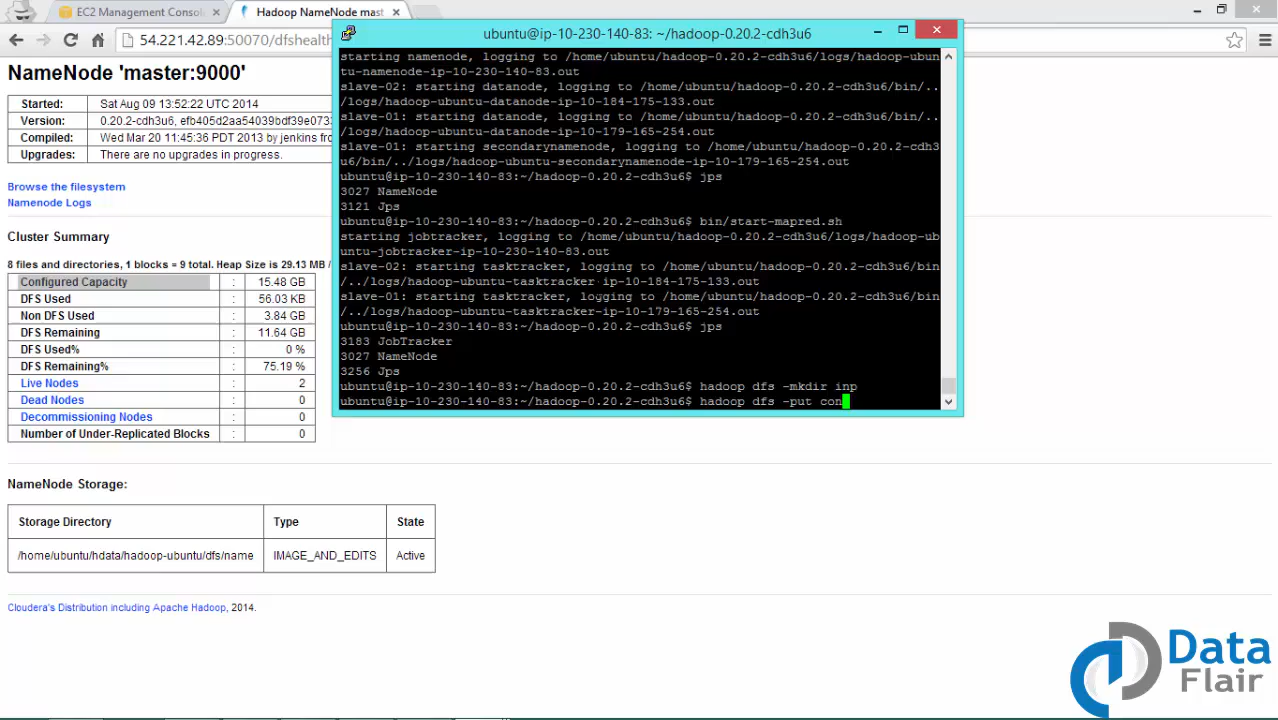 EC2 Management Consol
Hadoop NameNode mast
54.221.42.89:50070/dfshealth
NameNode 'master:9000'
Started: Sat Aug 09 13:52:22 UTC 2014
Version: 0.20.2-cdh3u6, efb405d2aa54039bdf39e073
Compiled: Wed Mar 20 11:45:36 PDT 2013 by jenkins fro
Upgrades: There are no upgrades in progress.
Browse the filesystem
Namenode Logs
Cluster Summary
8 files and directories, 1 blocks = 9 total. Heap Size is 29.13 MB /
Configured Capacity : 15.48 GB
DFS Used : 56.03 KB
Non DFS Used : 3.84 GB
DFS Remaining : 11.64 GB
DFS Used% : 0 %
DFS Remaining% : 75.19 %
Live Nodes : 2
Dead Nodes : 0
Decommissioning Nodes : 0
Number of Under-Replicated Blocks : 0
NameNode Storage:
Storage Directory Type State
/home/ubuntu/hdata/hadoop-ubuntu/dfs/name IMAGE_AND_EDITS Active
Cloudera's Distribution including Apache Hadoop, 2014.
ubuntu@ip-10-230-140-83: ~/hadoop-0.20.2-cdh3u6
starting namenode, logging to /home/ubuntu/hadoop-0.20.2-cdh3u6/logs/hadoop-ubun
tu-namenode-ip-10-230-140-83.out
slave-02: starting datanode, logging to /home/ubuntu/hadoop-0.20.2-cdh3u6/bin/..
/logs/hadoop-ubuntu-datanode-ip-10-184-175-133.out
slave-01: starting datanode, logging to /home/ubuntu/hadoop-0.20.2-cdh3u6/bin/..
/logs/hadoop-ubuntu-datanode-ip-10-179-165-254.out
slave-01: starting secondarynamenode, logging to /home/ubuntu/hadoop-0.20.2-cdh3
u6/bin/../logs/hadoop-ubuntu-secondarynamenode-ip-10-179-165-254.out
ubuntu@ip-10-230-140-83:~/hadoop-0.20.2-cdh3u6$ jps
3027 NameNode
3121 Jps
ubuntu@ip-10-230-140-83:~/hadoop-0.20.2-cdh3u6$ bin/start-mapred.sh
starting jobtracker, logging to /home/ubuntu/hadoop-0.20.2-cdh3u6/logs/hadoop-ub
untu-jobtracker-ip-10-230-140-83.out
slave-02: starting tasktracker, logging to /home/ubuntu/hadoop-0.20.2-cdh3u6/bin
/../logs/hadoop-ubuntu-tasktracker-ip-10-184-175-133.out
slave-01: starting tasktracker, logging to /home/ubuntu/hadoop-0.20.2-cdh3u6/bin
/../logs/hadoop-ubuntu-tasktracker-ip-10-179-165-254.out
ubuntu@ip-10-230-140-83:~/hadoop-0.20.2-cdh3u6$ jps
3183 JobTracker
3027 NameNode
3256 Jps
ubuntu@ip-10-230-140-83:~/hadoop-0.20.2-cdh3u6$ hadoop dfs -mkdir inp
ubuntu@ip-10-230-140-83:~/hadoop-0.20.2-cdh3u6$ hadoop dfs -put con
Data
Flair